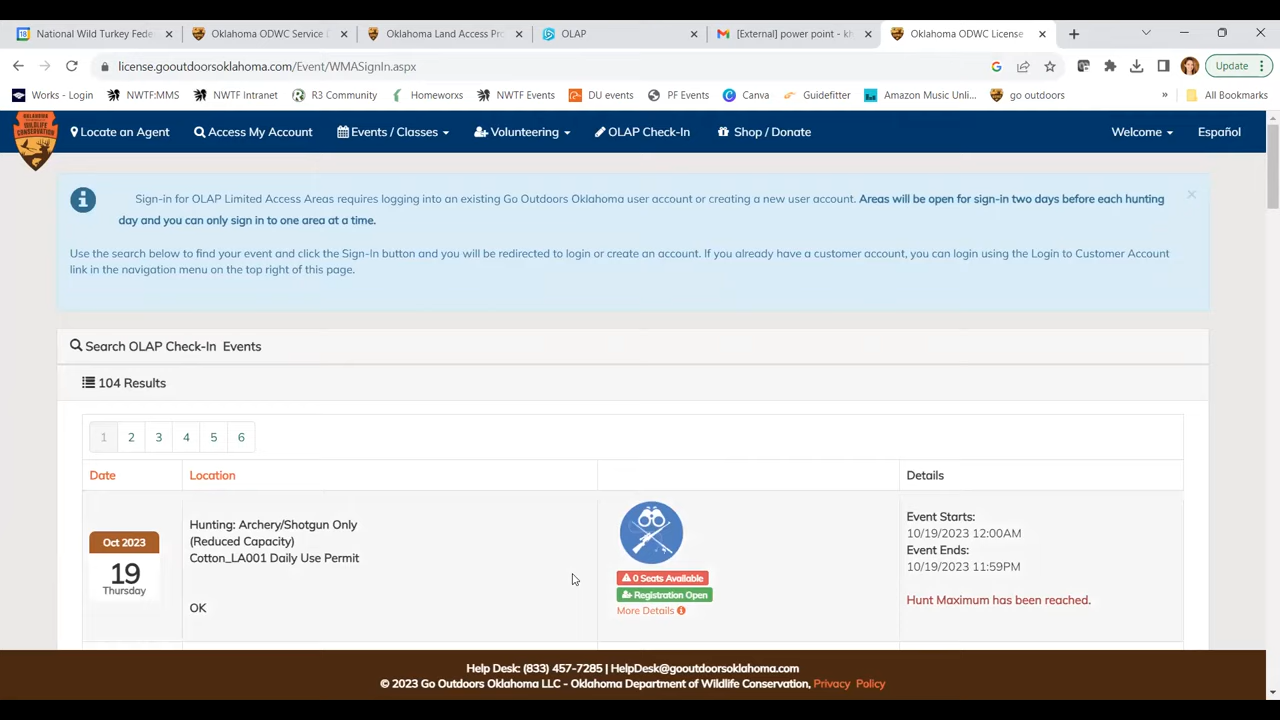 National Wild Turkey Fede
Oklahoma ODWC Service C
Oklahoma Land Access Pro
OLAP
[External] power point - kh
Oklahoma ODWC License
license.gooutdoorsoklahoma.com/Event/WMASignIn.aspx
Update
Works - Login
NWTF:MMS
NWTF Intranet
R3 Community
Homeworxs
NWTF Events
DU events
PF Events
Canva
Guidefitter
Amazon Music Unli...
go outdoors
»
All Bookmarks
OKLAHOMA
WILDLIFE
CONSERVATION
Locate an Agent
Access My Account
Events / Classes
Volunteering
OLAP Check-In
Shop / Donate
Welcome
Español
Sign-in for OLAP Limited Access Areas requires logging into an existing Go Outdoors Oklahoma user account or creating a new user account. Areas will be open for sign-in two days before each hunting
day and you can only sign in to one area at a time.
Use the search below to find your event and click the Sign-In button and you will be redirected to login or create an account. If you already have a customer account, you can login using the Login to Customer Account
link in the navigation menu on the top right of this page.
Search OLAP Check-In Events
104 Results
1 2 3 4 5 6
Date
Location
Details
Oct 2023
19
Thursday
Hunting: Archery/Shotgun Only
(Reduced Capacity)
Cotton_LA001 Daily Use Permit
OK
0 Seats Available
Registration Open
More Details
Event Starts:
10/19/2023 12:00AM
Event Ends:
10/19/2023 11:59PM
Hunt Maximum has been reached.
Help Desk: (833) 457-7285 | HelpDesk@gooutdoorsoklahoma.com
© 2023 Go Outdoors Oklahoma LLC - Oklahoma Department of Wildlife Conservation, Privacy Policy